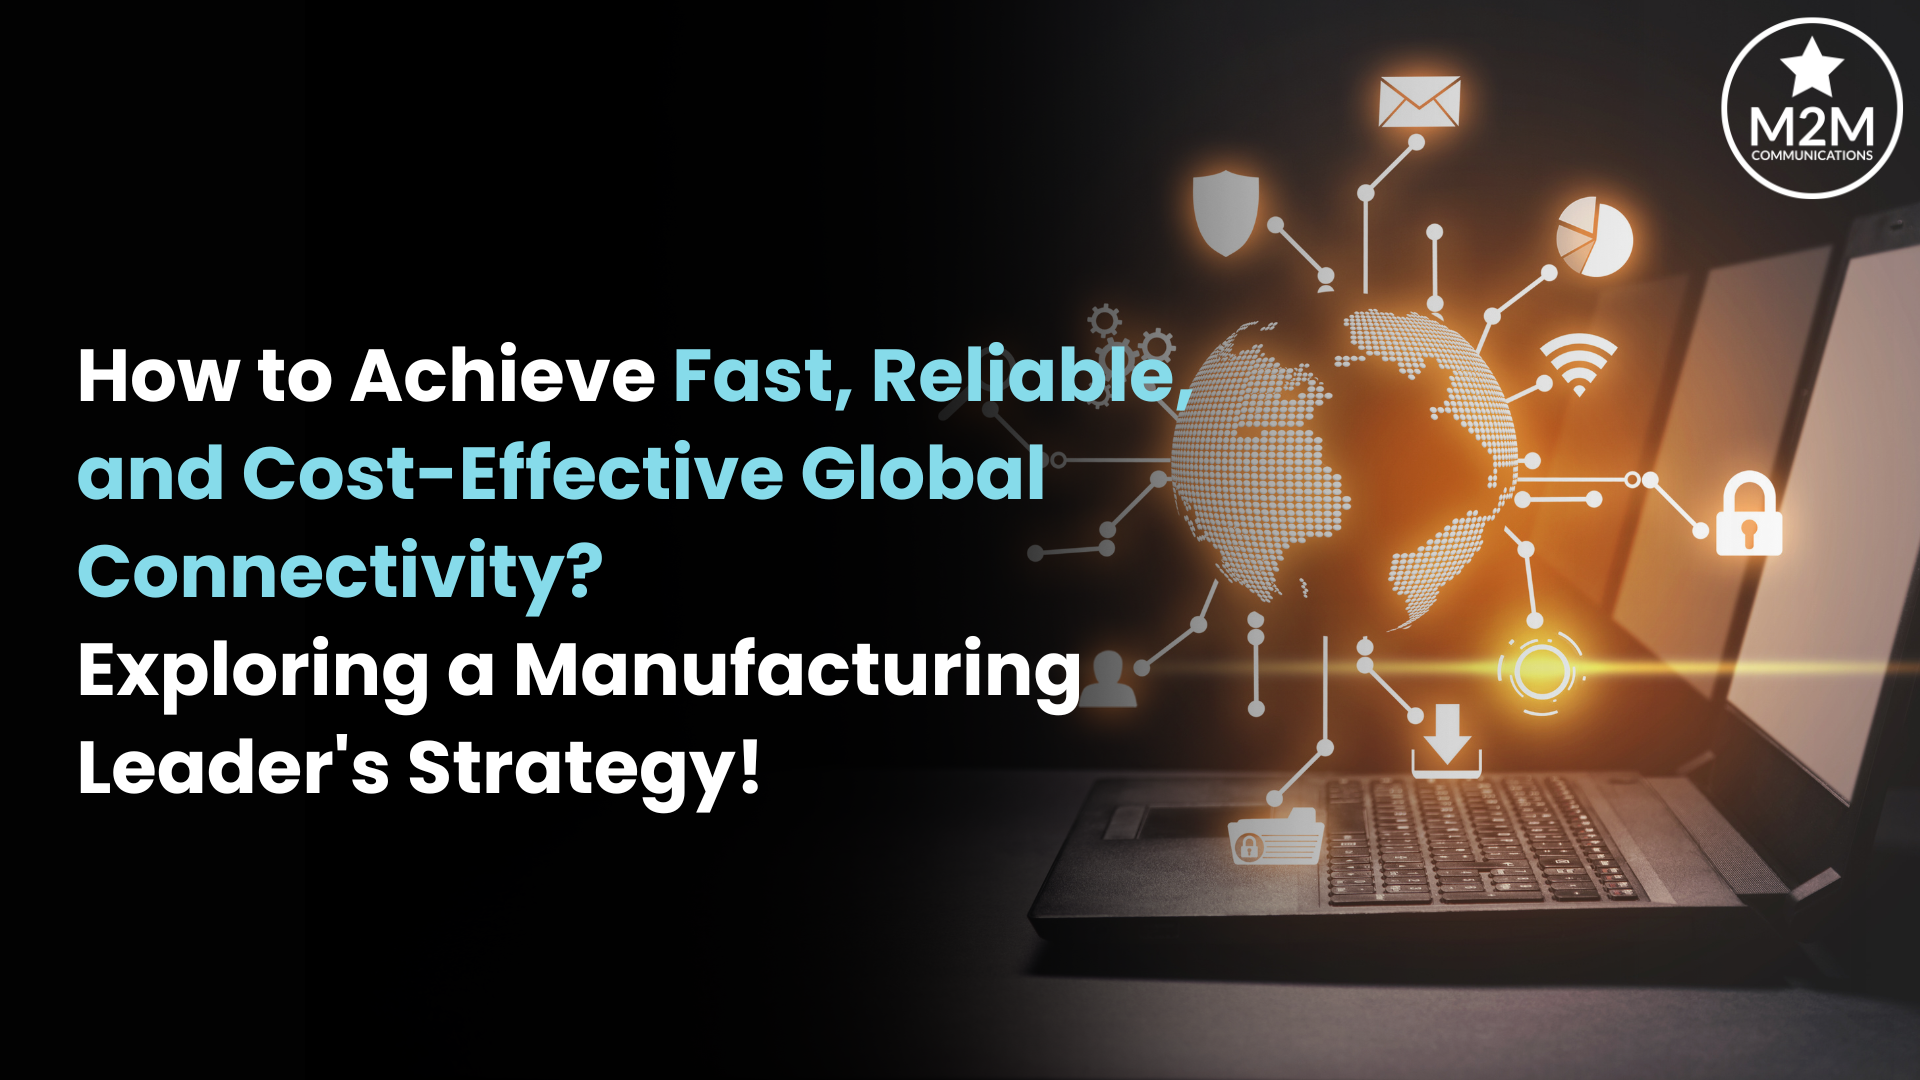 M2M
COMMUNICATIONS
How to Achieve Fast, Reliable,
and Cost-Effective Global
Connectivity?
Exploring a Manufacturing
Leader's Strategy!